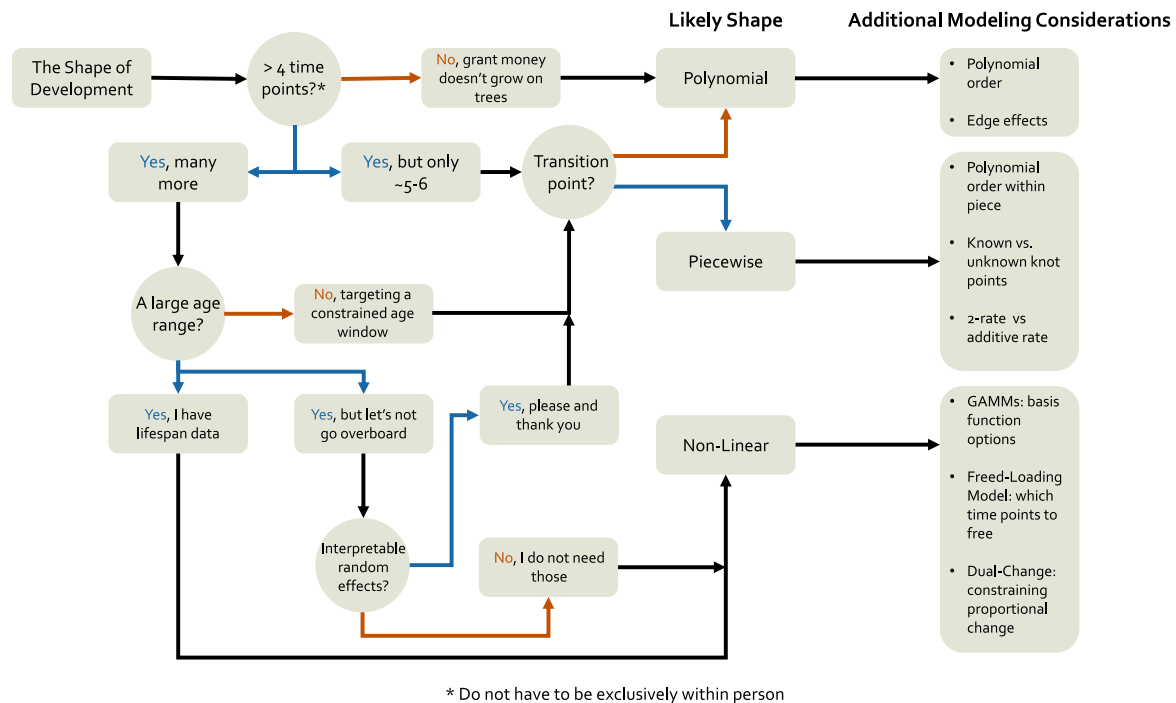 Likely Shape
Additional Modeling Considerations
The Shape of
Development
> 4 time
points?*
No, grant money
doesn't grow on
trees
Polynomial
• Polynomial
order
• Edge effects
Yes, many
more
Yes, but only
~5-6
Transition
point?
Piecewise
• Polynomial
order within
piece
• Known vs.
unknown knot
points
• 2-rate vs
additive rate
A large age
range?
No, targeting a
constrained age
window
Yes, I have
lifespan data
Yes, but let's not
go overboard
Yes, please and
thank you
Non-Linear
• GAMMs: basis
function
options
• Freed-Loading
Model: which
time points to
free
• Dual-Change:
constraining
proportional
change
Interpretable
random
effects?
No, I do not need
those
* Do not have to be exclusively within person